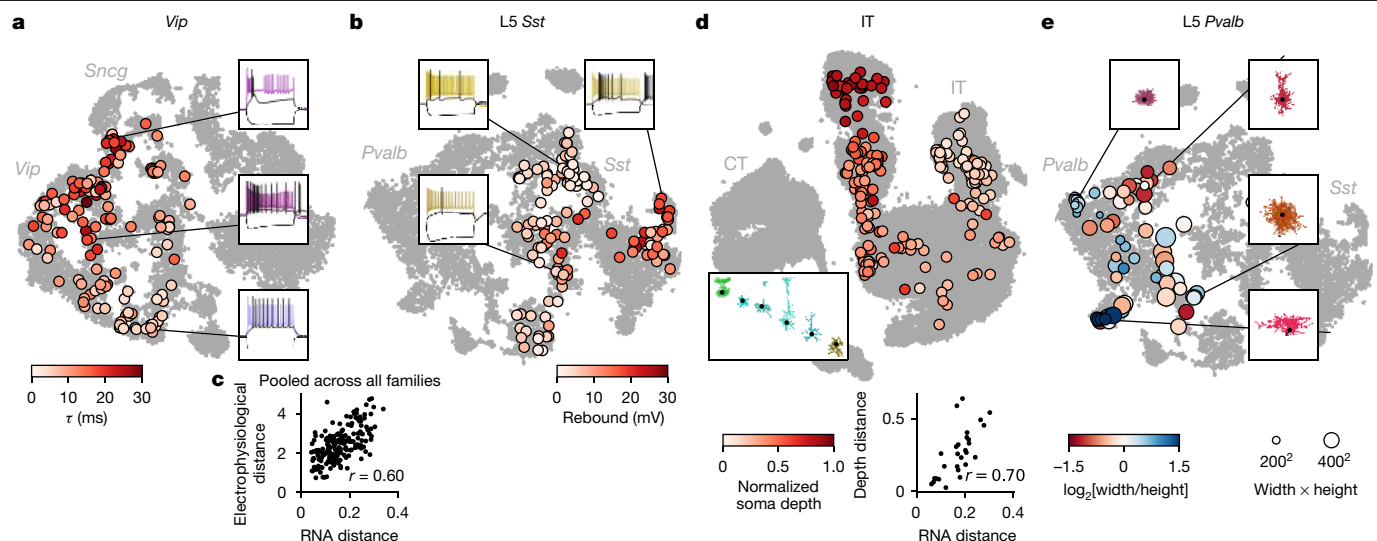 a
Vip
Sncg
Vip
0 10 20 30
τ (ms)
b
L5 Sst
Pvalb
Sst
0 10 20 30
Rebound (mV)
c
Pooled across all families
Electrophysiological
distance
4
2
0
r = 0.60
0 0.2 0.4
RNA distance
d
IT
IT
CT
0 0.5 1.0
Normalized
soma depth
Depth distance
0.5
0
r = 0.70
0 0.2 0.4
RNA distance
e
L5 Pvalb
Pvalb
Sst
−1.5 0 1.5
log₂[width/height]
200² 400²
Width × height